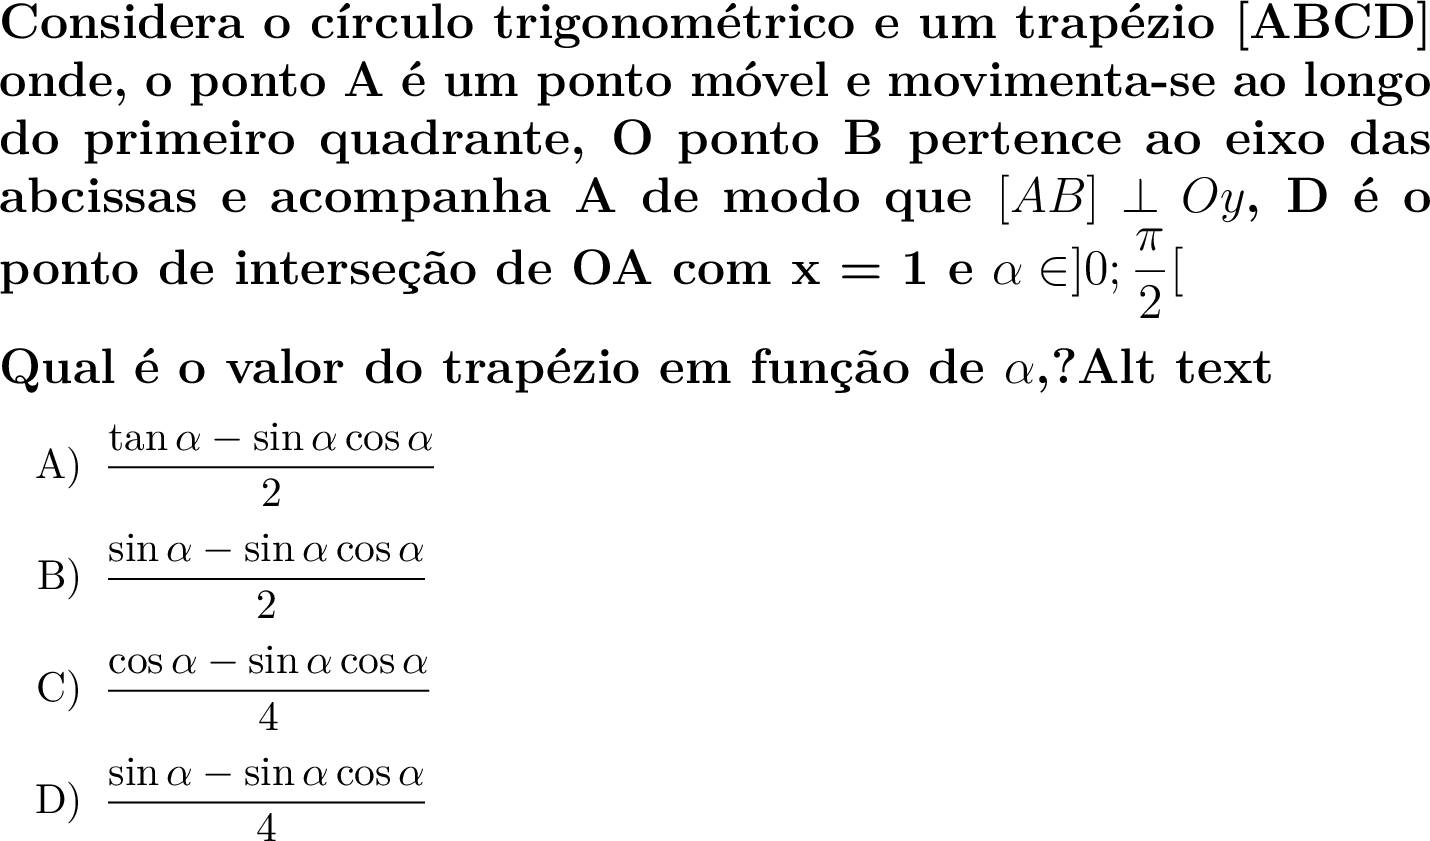 Considera o círculo trigonométrico e um trapézio [ABCD]
onde, o ponto A é um ponto móvel e movimenta-se ao longo
do primeiro quadrante, O ponto B pertence ao eixo das
abcissas e acompanha A de modo que $[AB] \perp Oy$, D é o
ponto de interseção de OA com x = 1 e $\alpha \in ]0; \frac{\pi}{2}[$
Qual é o valor do trapézio em função de $\alpha$,?Alt text
A) $\frac{\tan \alpha - \sin \alpha \cos \alpha}{2}$
B) $\frac{\sin \alpha - \sin \alpha \cos \alpha}{2}$
C) $\frac{\cos \alpha - \sin \alpha \cos \alpha}{4}$
D) $\frac{\sin \alpha - \sin \alpha \cos \alpha}{4}$